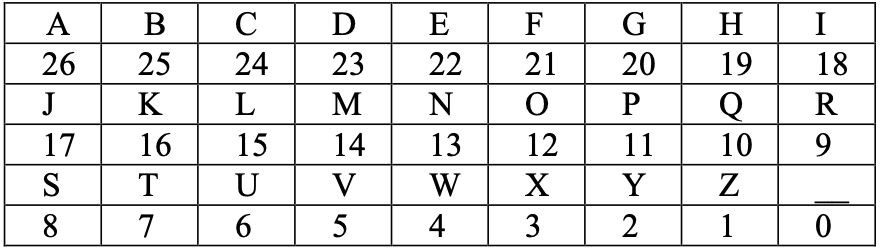 A B C D E F G H I
26 25 24 23 22 21 20 19 18
J K L M N O P Q R
17 16 15 14 13 12 11 10 9
S T U V W X Y Z __
8 7 6 5 4 3 2 1 0